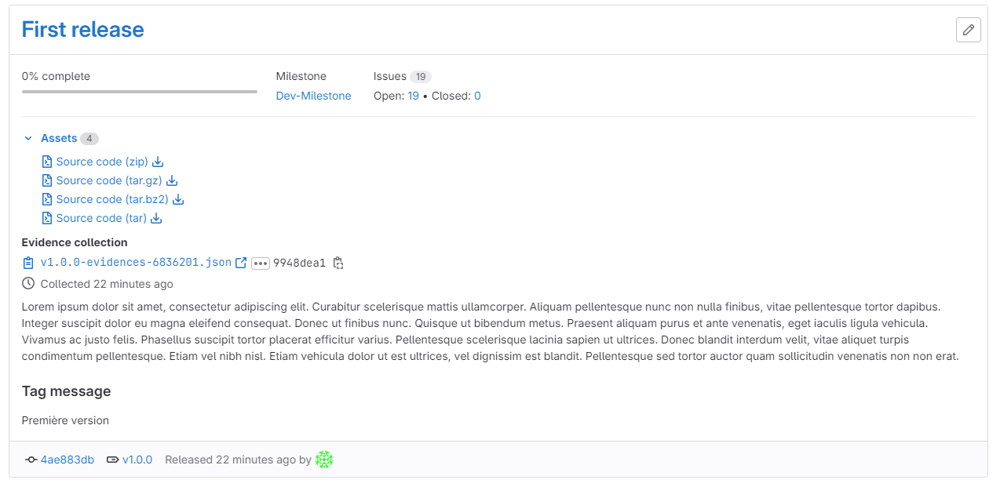 First release
0% complete
Milestone
Issues 19
Dev-Milestone
Open: 19 • Closed: 0
Assets 4
Source code (zip)
Source code (tar.gz)
Source code (tar.bz2)
Source code (tar)
Evidence collection
v1.0.0-evidences-6836201.json ••• 9948dea1
Collected 22 minutes ago
Lorem ipsum dolor sit amet, consectetur adipiscing elit. Curabitur scelerisque mattis ullamcorper. Aliquam pellentesque nunc non nulla finibus, vitae pellentesque tortor dapibus.
Integer suscipit dolor eu magna eleifend consequat. Donec ut finibus nunc. Quisque ut bibendum metus. Praesent aliquam purus et ante venenatis, eget iaculis ligula vehicula.
Vivamus ac justo felis. Phasellus suscipit tortor placerat efficitur varius. Pellentesque scelerisque lacinia sapien ut ultrices. Donec blandit interdum velit, vitae aliquet turpis
condimentum pellentesque. Etiam vel nibh nisl. Etiam vehicula dolor ut est ultrices, vel dignissim est blandit. Pellentesque sed tortor auctor quam sollicitudin venenatis non non erat.
Tag message
Première version
4ae883db v1.0.0 Released 22 minutes ago by